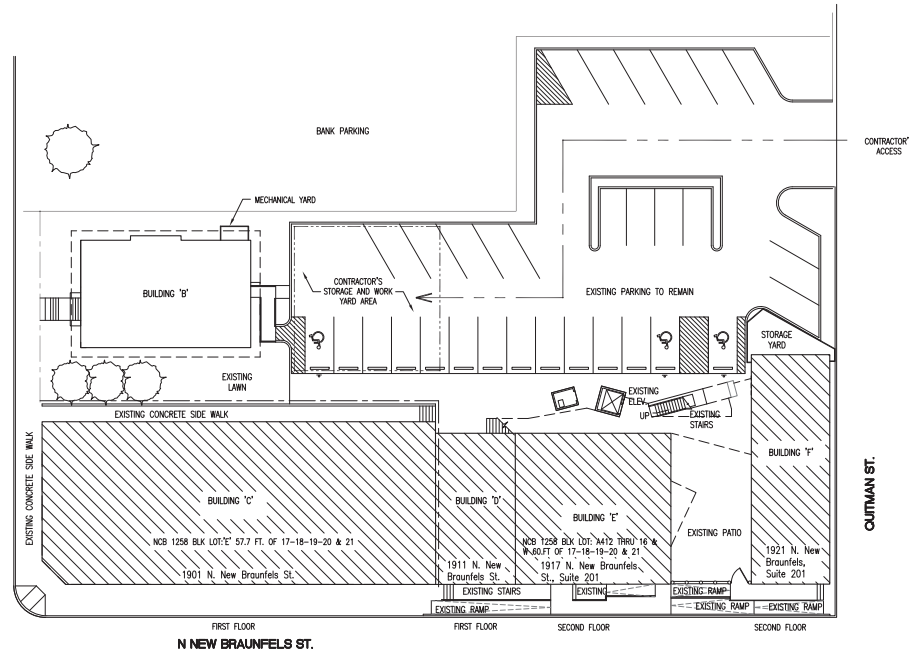 BANK PARKING
CONTRACTOR'
ACCESS
MECHANICAL YARD
BUILDING 'B'
CONTRACTOR'S
STORAGE AND WORK
YARD AREA
EXISTING PARKING TO REMAIN
STORAGE
YARD
EXISTING
LAWN
EXISTING
ELEV.
UP
EXISTING
STAIRS
EXISTING CONCRETE SIDE WALK
EXISTING CONCRETE SIDE WALK
BUILDING 'F'
QUITMAN ST.
BUILDING 'C'
BUILDING 'D'
BUILDING 'E'
EXISTING PATIO
NCB 1258 BLK LOT:'E' 57.7 FT. OF 17-18-19-20 & 21
NCB 1258 BLK LOT: A412 THRU 16 &
W 60.FT OF 17-18-19-20 & 21
1901 N. New Braunfels St.
1911 N. New
Braunfels St.
1917 N. New Braunfels
St., Suite 201
1921 N. New
Braunfels,
Suite 201
EXISTING STAIRS
EXISTING
EXISTING RAMP
EXISTING RAMP
EXISTING RAMP
EXISTING RAMP
FIRST FLOOR
FIRST FLOOR
SECOND FLOOR
SECOND FLOOR
N NEW BRAUNFELS ST.